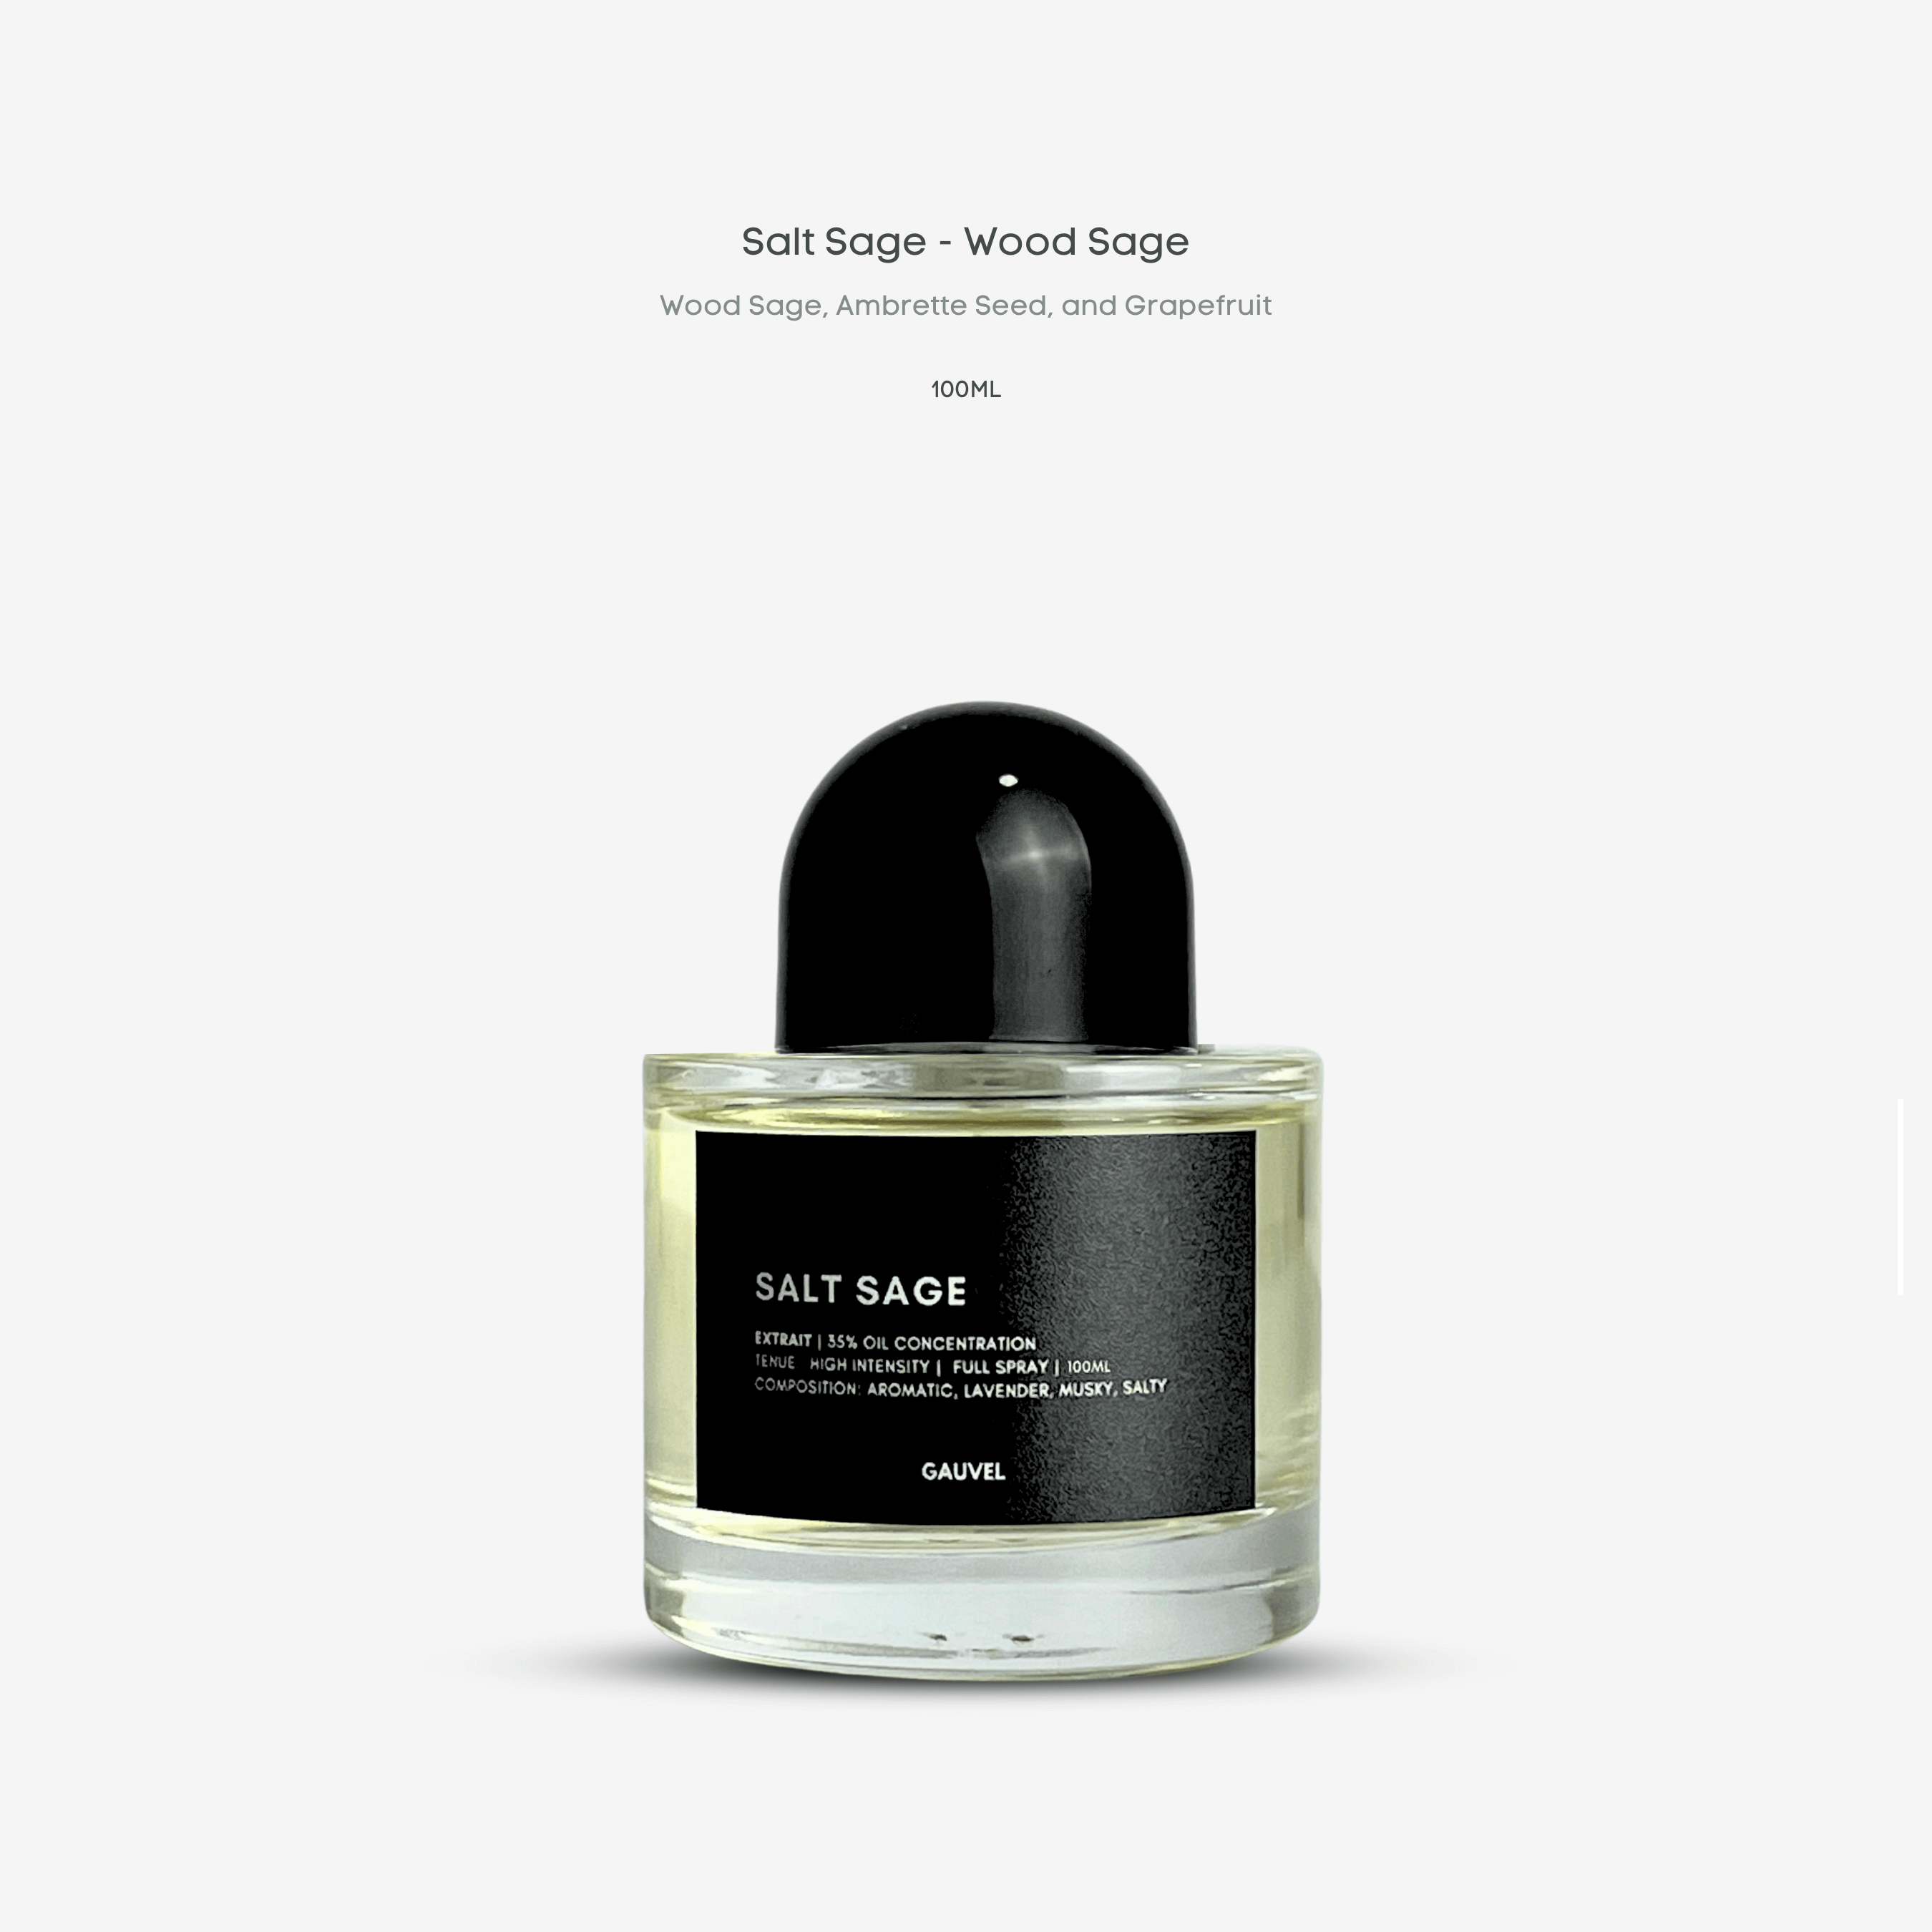 Salt Sage - Wood Sage
Wood Sage, Ambrette Seed, and Grapefruit
100ML
SALT SAGE
EXTRAIT | 35% OIL CONCENTRATION
TENUE HIGH INTENSITY | FULL SPRAY | 100ML
COMPOSITION: AROMATIC, LAVENDER, MUSKY, SALTY
GAUVEL